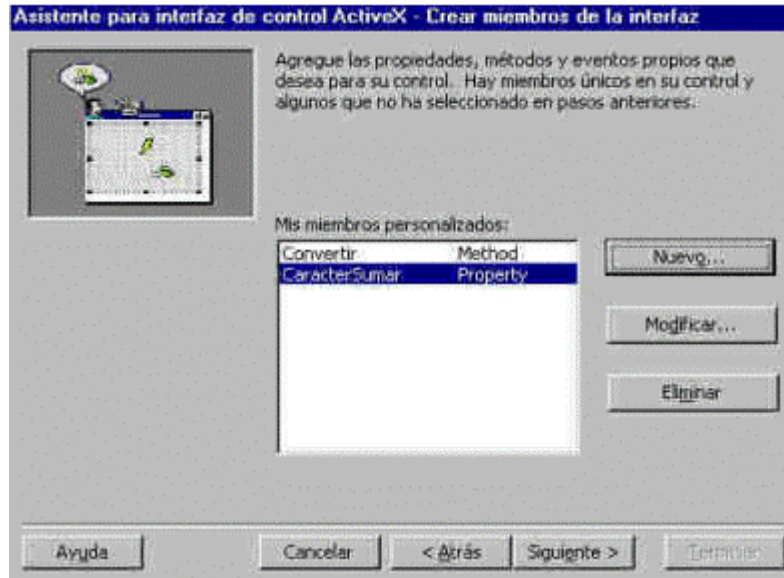 Asistente para interfaz de control ActiveX - Crear miembros de la interfaz
Agregue las propiedades, métodos y eventos propios que
desea para su control. Hay miembros únicos en su control y
algunos que no ha seleccionado en pasos anteriores.
Mis miembros personalizados:
Convertir Method
CaracterSumar Property
Nuevo...
Modificar...
Eliminar
Ayuda
Cancelar
< Atrás
Siguiente >
Terminar